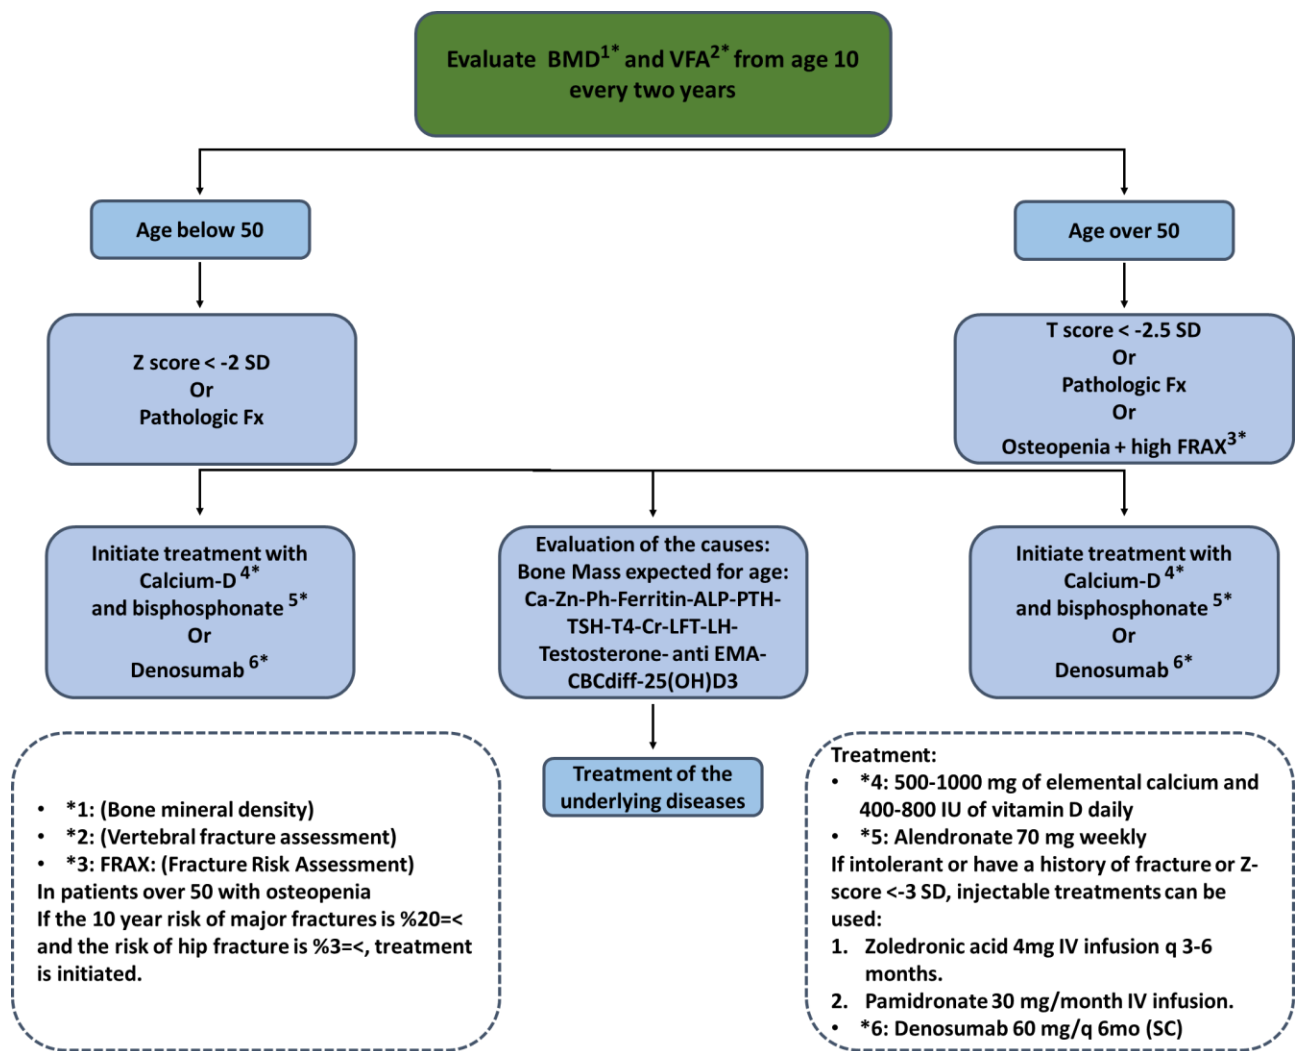 Evaluate BMD1* and VFA2* from age 10
every two years
Age below 50
Age over 50
Z score < -2 SD
Or
Pathologic Fx
T score < -2.5 SD
Or
Pathologic Fx
Or
Osteopenia + high FRAX3*
Initiate treatment with
Calcium-D 4*
and bisphosphonate 5*
Or
Denosumab 6*
Evaluation of the causes:
Bone Mass expected for age:
Ca-Zn-Ph-Ferritin-ALP-PTH-
TSH-T4-Cr-LFT-LH-
Testosterone- anti EMA-
CBCdiff-25(OH)D3
Initiate treatment with
Calcium-D 4*
and bisphosphonate 5*
Or
Denosumab 6*
Treatment of the
underlying diseases
• *1: (Bone mineral density)
• *2: (Vertebral fracture assessment)
• *3: FRAX: (Fracture Risk Assessment)
In patients over 50 with osteopenia
If the 10 year risk of major fractures is %20=<
and the risk of hip fracture is %3=<, treatment
is initiated.
Treatment:
• *4: 500-1000 mg of elemental calcium and
400-800 IU of vitamin D daily
• *5: Alendronate 70 mg weekly
If intolerant or have a history of fracture or Z-
score <-3 SD, injectable treatments can be
used:
1. Zoledronic acid 4mg IV infusion q 3-6
months.
2. Pamidronate 30 mg/month IV infusion.
• *6: Denosumab 60 mg/q 6mo (SC)